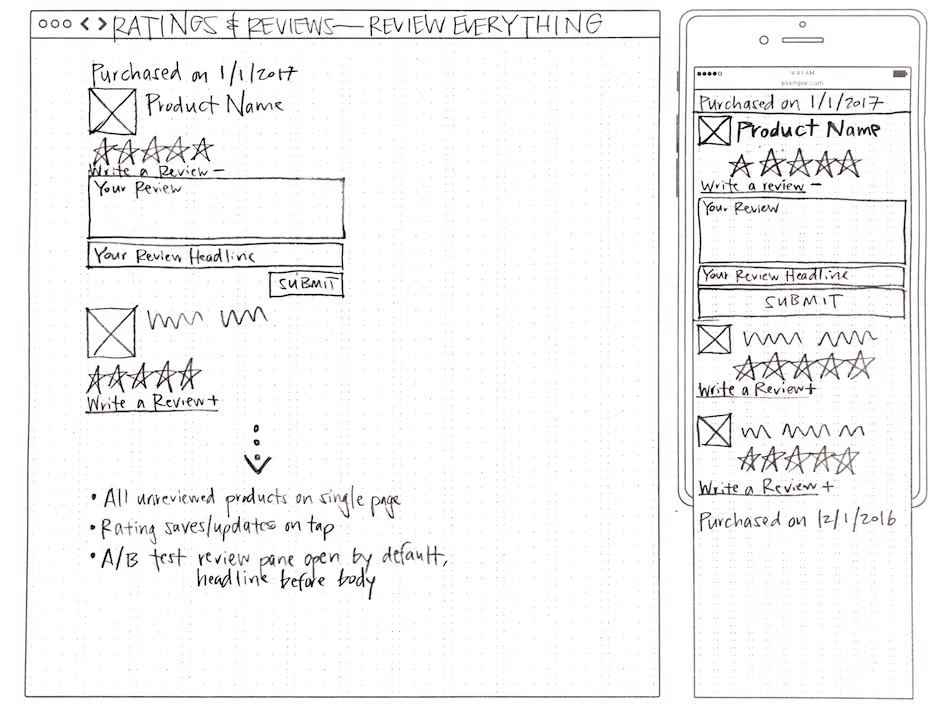 RATINGS & REVIEWS — REVIEW EVERYTHING
Purchased on 1/1/2017
Product Name
Write a Review –
Your Review
Your Review Headline
SUBMIT
Write a Review +
• All unreviewed products on single page
• Rating saves/updates on tap
• A/B test review pane open by default,
headline before body
9:41 AM
example.com
Purchased on 1/1/2017
Product Name
Write a review –
Your Review
Your Review Headline
SUBMIT
Write a Review +
Write a Review +
Purchased on 12/1/2016